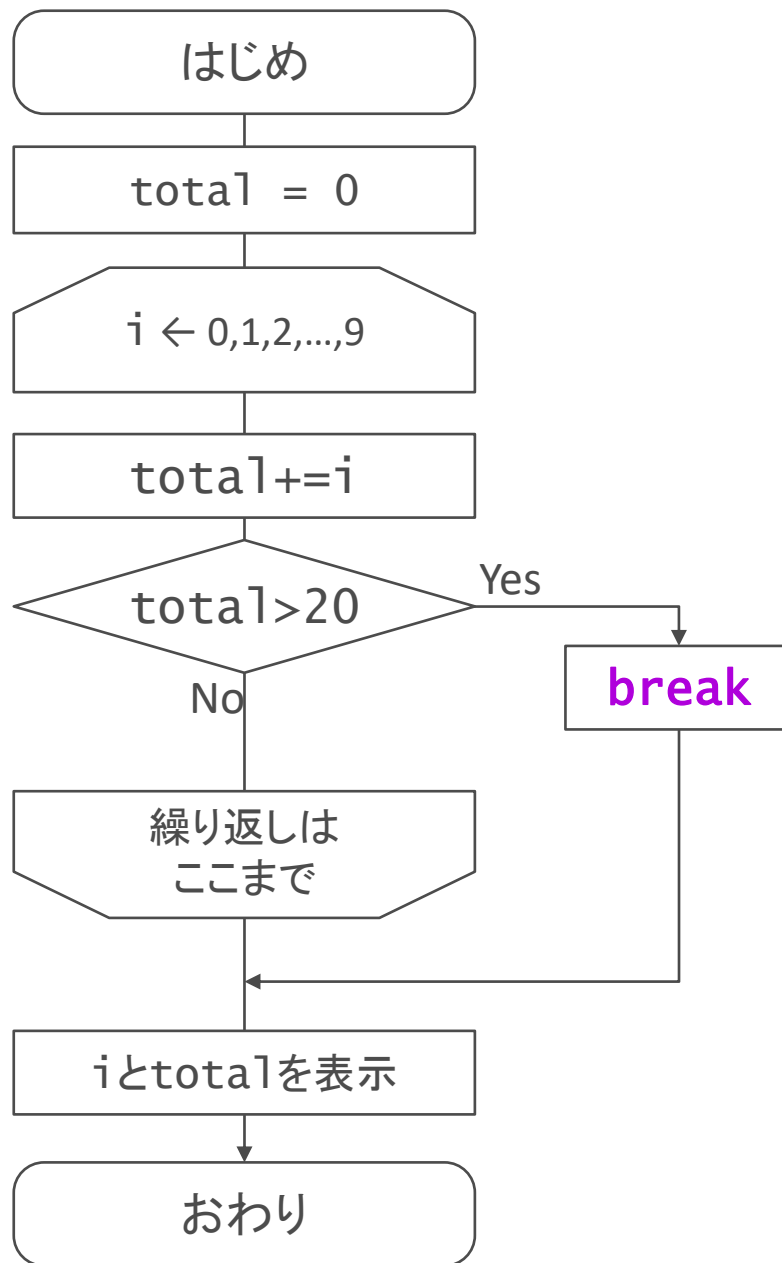 はじめ
total = 0
i ← 0,1,2,...,9
total+=i
total>20
Yes
break
No
繰り返しは
ここまで
iとtotalを表示
おわり